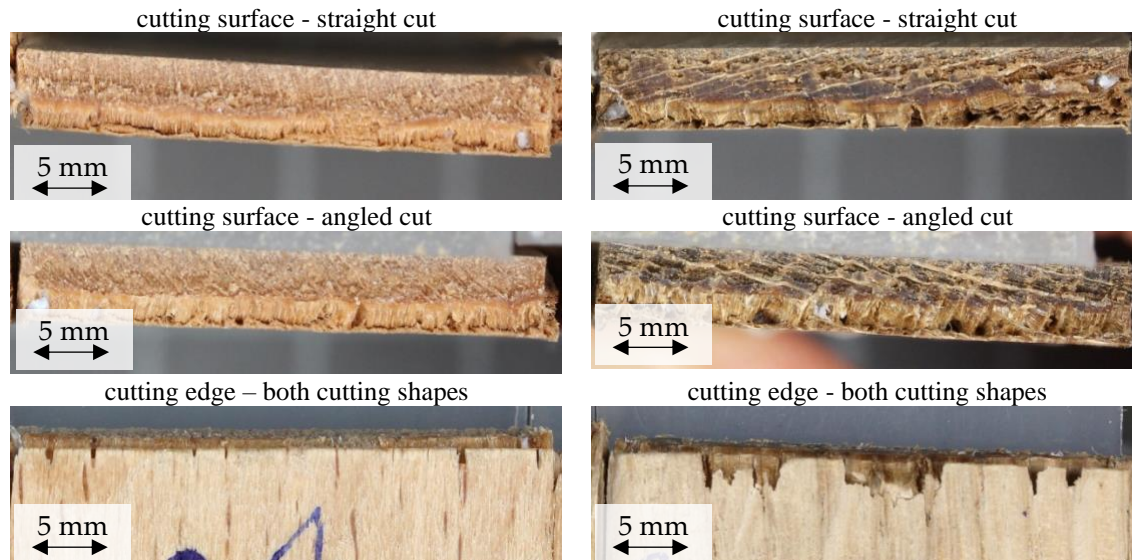 cutting surface - straight cut
cutting surface - straight cut
5 mm
5 mm
cutting surface - angled cut
cutting surface - angled cut
5 mm
5 mm
cutting edge – both cutting shapes
cutting edge - both cutting shapes
5 mm
5 mm